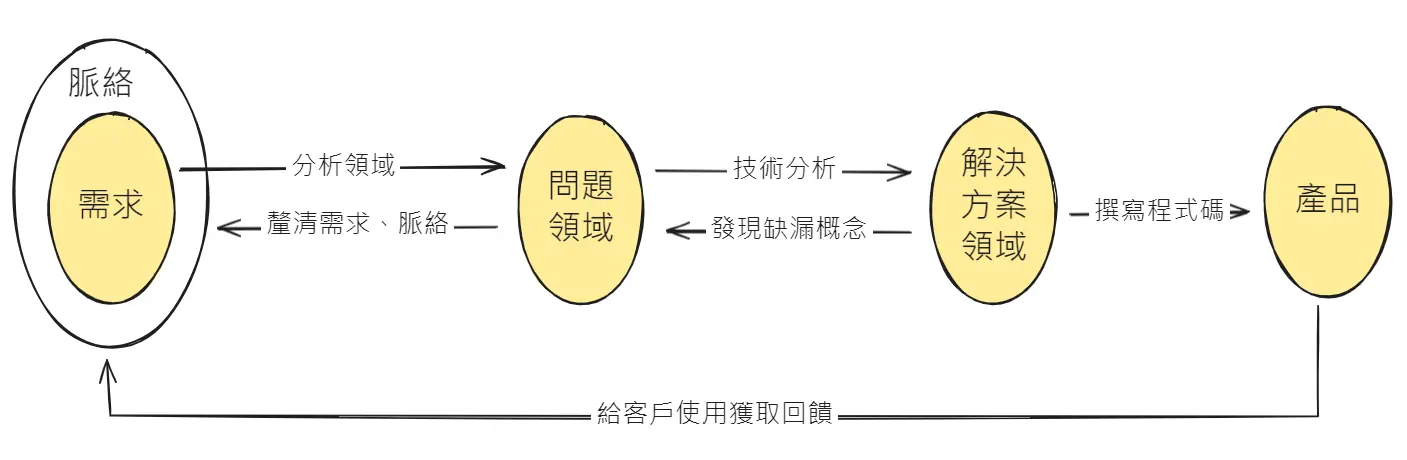 脈絡
需求
分析領域
釐清需求、脈絡
問題
領域
技術分析
發現缺漏概念
解決
方案
領域
撰寫程式碼
產品
給客戶使用獲取回饋